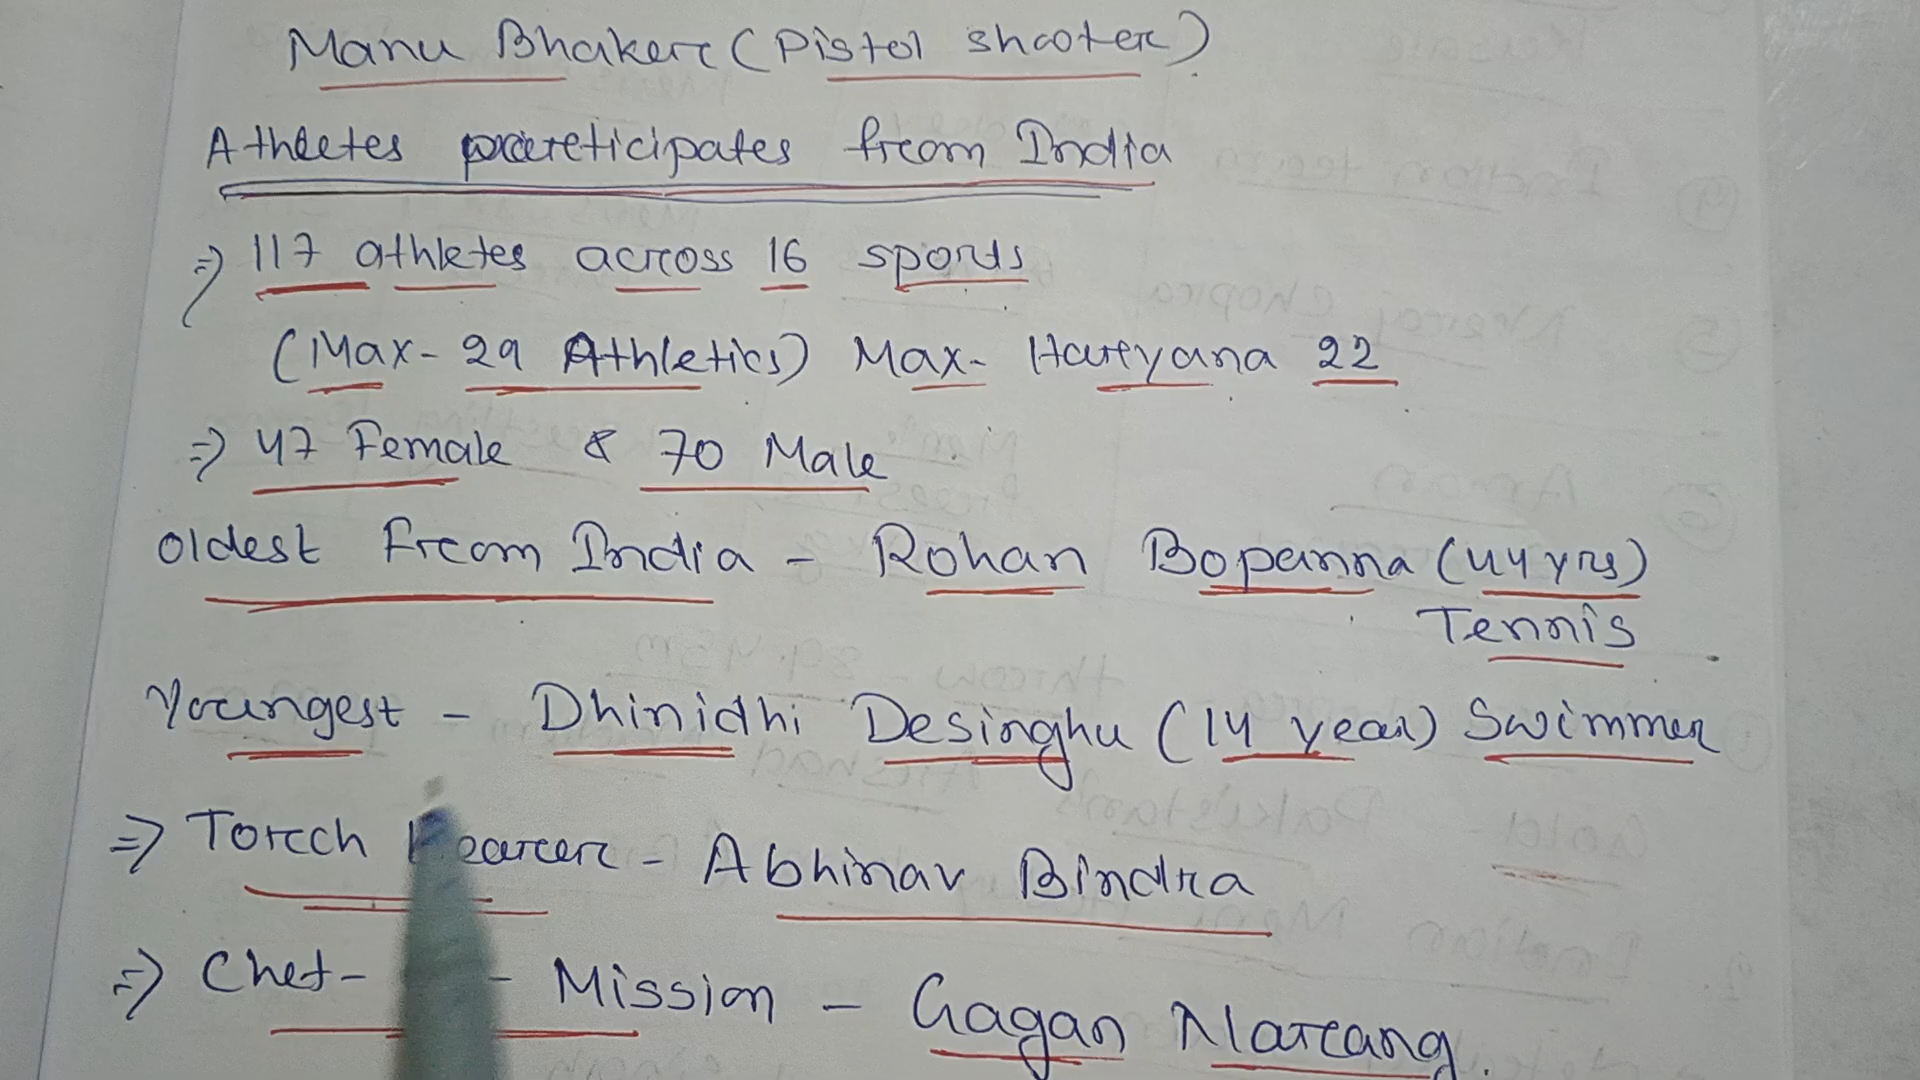 Manu Bhaker (Pistol shooter)
Athletes participates from India
⇒ 117 athletes across 16 sports
(Max - 29 Athletics) Max - Haryana 22
⇒ 47 Female & 70 Male
Oldest from India - Rohan Bopanna (44 yrs)
Tennis
Youngest - Dhinidhi Desinghu (14 year) Swimmer
⇒ Torch Bearer - Abhinav Bindra
⇒ Chef - - Mission - Gagan Narang.